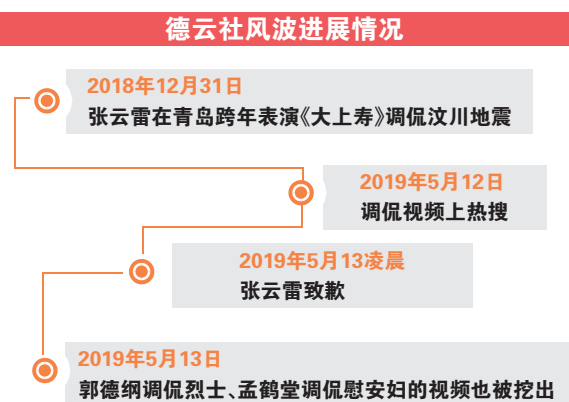 德云社风波进展情况
2018年12月31日
张云雷在青岛跨年表演《大上寿》调侃汶川地震
2019年5月12日
调侃视频上热搜
2019年5月13凌晨
张云雷致歉
2019年5月13日
郭德纲调侃烈士、孟鹤堂调侃慰安妇的视频也被挖出